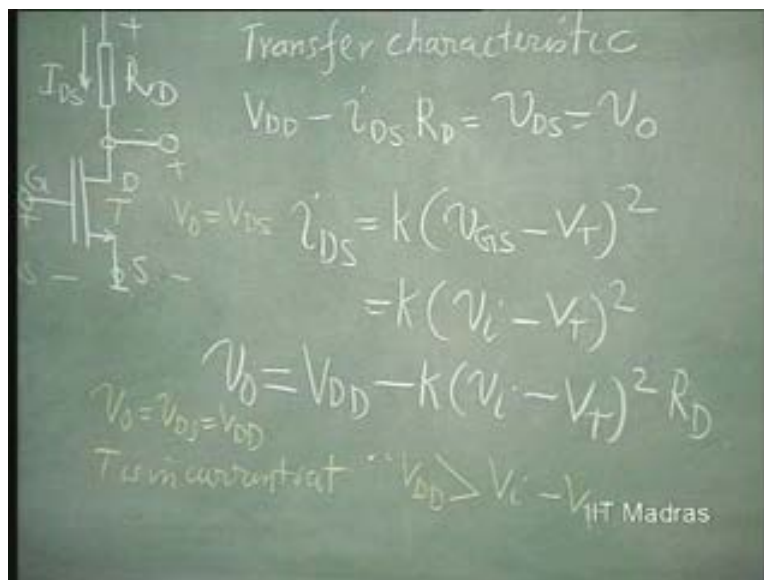 Transfer characteristic
+
I_DS R_D
V_DD − i_DS R_D = v_DS = v_O
+
G D
T
+
V_O = V_DS
i_DS = k(v_GS − V_T)²
− S −
= k(v_i − V_T)²
v_O = V_DD − k(v_i − V_T)² R_D
v_O = v_DS = V_DD
T is in current sat ∵ V_DD > V_i − V
IIT Madras